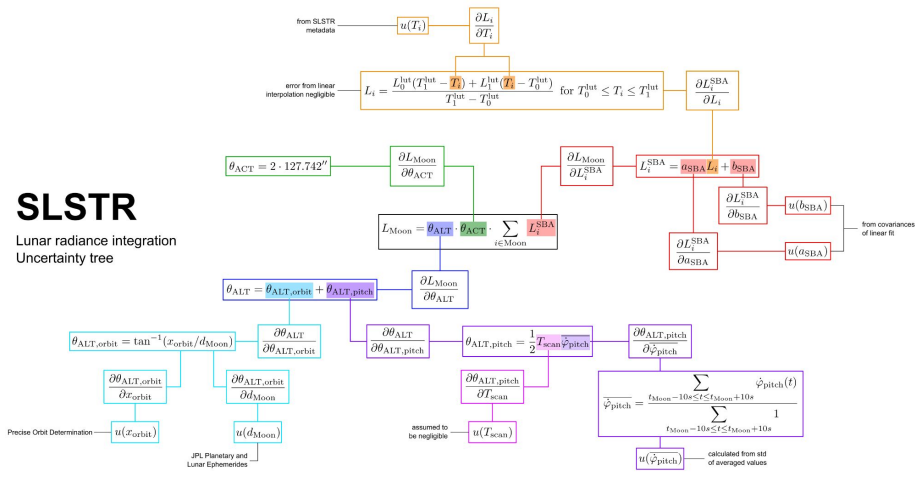 from SLSTR
metadata
u(T_i)
∂L_i / ∂T_i
error from linear
interpolation negligible
L_i = (L_0^lut (T_1^lut − T_i) + L_1^lut (T_i − T_0^lut)) / (T_1^lut − T_0^lut) for T_0^lut ≤ T_i ≤ T_1^lut
∂L_i^SBA / ∂L_i
θ_ACT = 2 · 127.742″
∂L_Moon / ∂θ_ACT
∂L_Moon / ∂L_i^SBA
L_i^SBA = a_SBA L_i + b_SBA
SLSTR
Lunar radiance integration
Uncertainty tree
∂L_i^SBA / ∂b_SBA
u(b_SBA)
from covariances
of linear fit
L_Moon = θ_ALT · θ_ACT · ∑_{i∈Moon} L_i^SBA
∂L_i^SBA / ∂a_SBA
u(a_SBA)
θ_ALT = θ_ALT,orbit + θ_ALT,pitch
∂L_Moon / ∂θ_ALT
θ_ALT,orbit = tan⁻¹(x_orbit/d_Moon)
∂θ_ALT / ∂θ_ALT,orbit
∂θ_ALT / ∂θ_ALT,pitch
θ_ALT,pitch = 1/2 T_scan \overline{φ̇_pitch}
∂θ_ALT,pitch / ∂\overline{φ̇_pitch}
∂θ_ALT,orbit / ∂x_orbit
∂θ_ALT,orbit / ∂d_Moon
∂θ_ALT,pitch / ∂T_scan
\overline{φ̇_pitch} = (∑_{t_Moon−10s≤t≤t_Moon+10s} φ̇_pitch(t)) / (∑_{t_Moon−10s≤t≤t_Moon+10s} 1)
Precise Orbit Determination
u(x_orbit)
u(d_Moon)
assumed to
be negligible
u(T_scan)
JPL Planetary and
Lunar Ephemerides
u(\overline{φ̇_pitch})
calculated from std
of averaged values